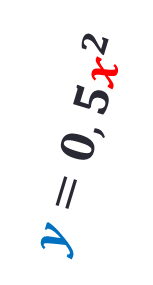 y = 0,5x²